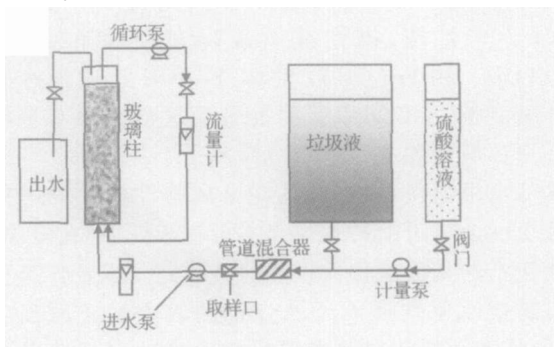 循环泵
玻璃柱
流量计
出水
垃圾液
硫酸溶液
阀门
管道混合器
计量泵
取样口
进水泵